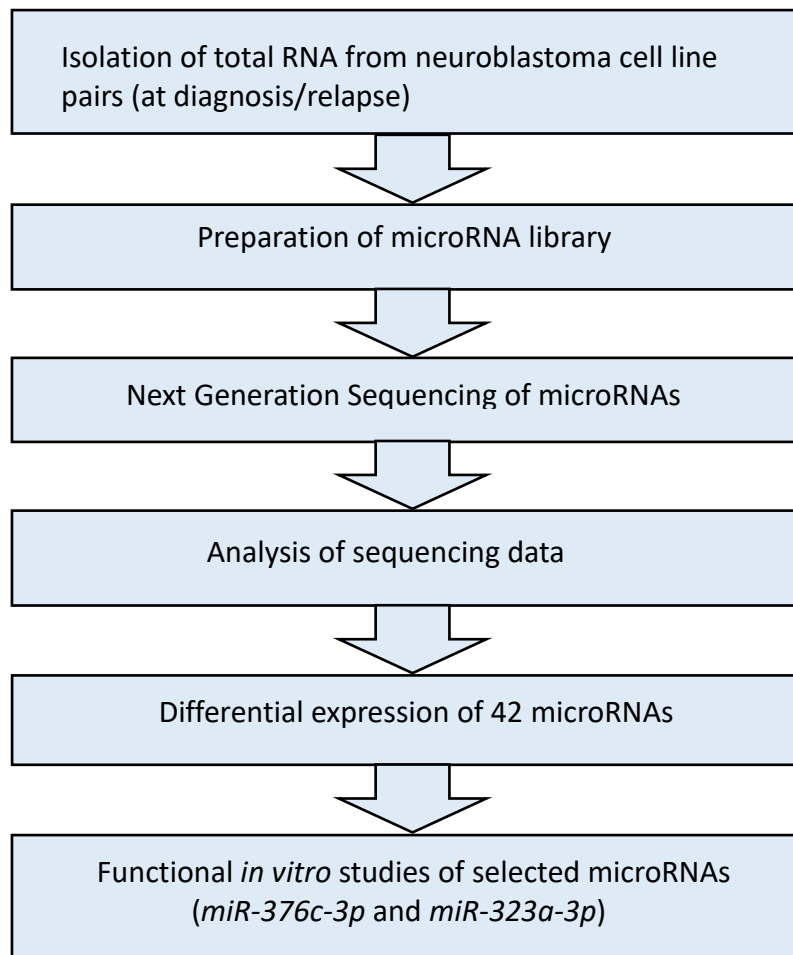 Isolation of total RNA from neuroblastoma cell line
pairs (at diagnosis/relapse)
Preparation of microRNA library
Next Generation Sequencing of microRNAs
Analysis of sequencing data
Differential expression of 42 microRNAs
Functional in vitro studies of selected microRNAs
(miR-376c-3p and miR-323a-3p)